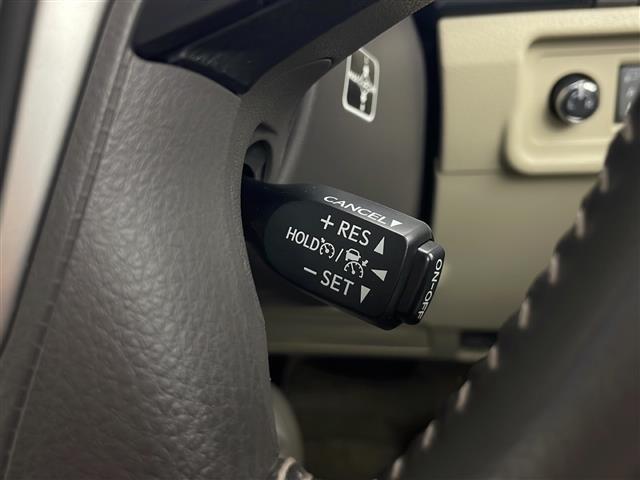 CANCEL
+ RES
HOLD /
− SET
ON-OFF